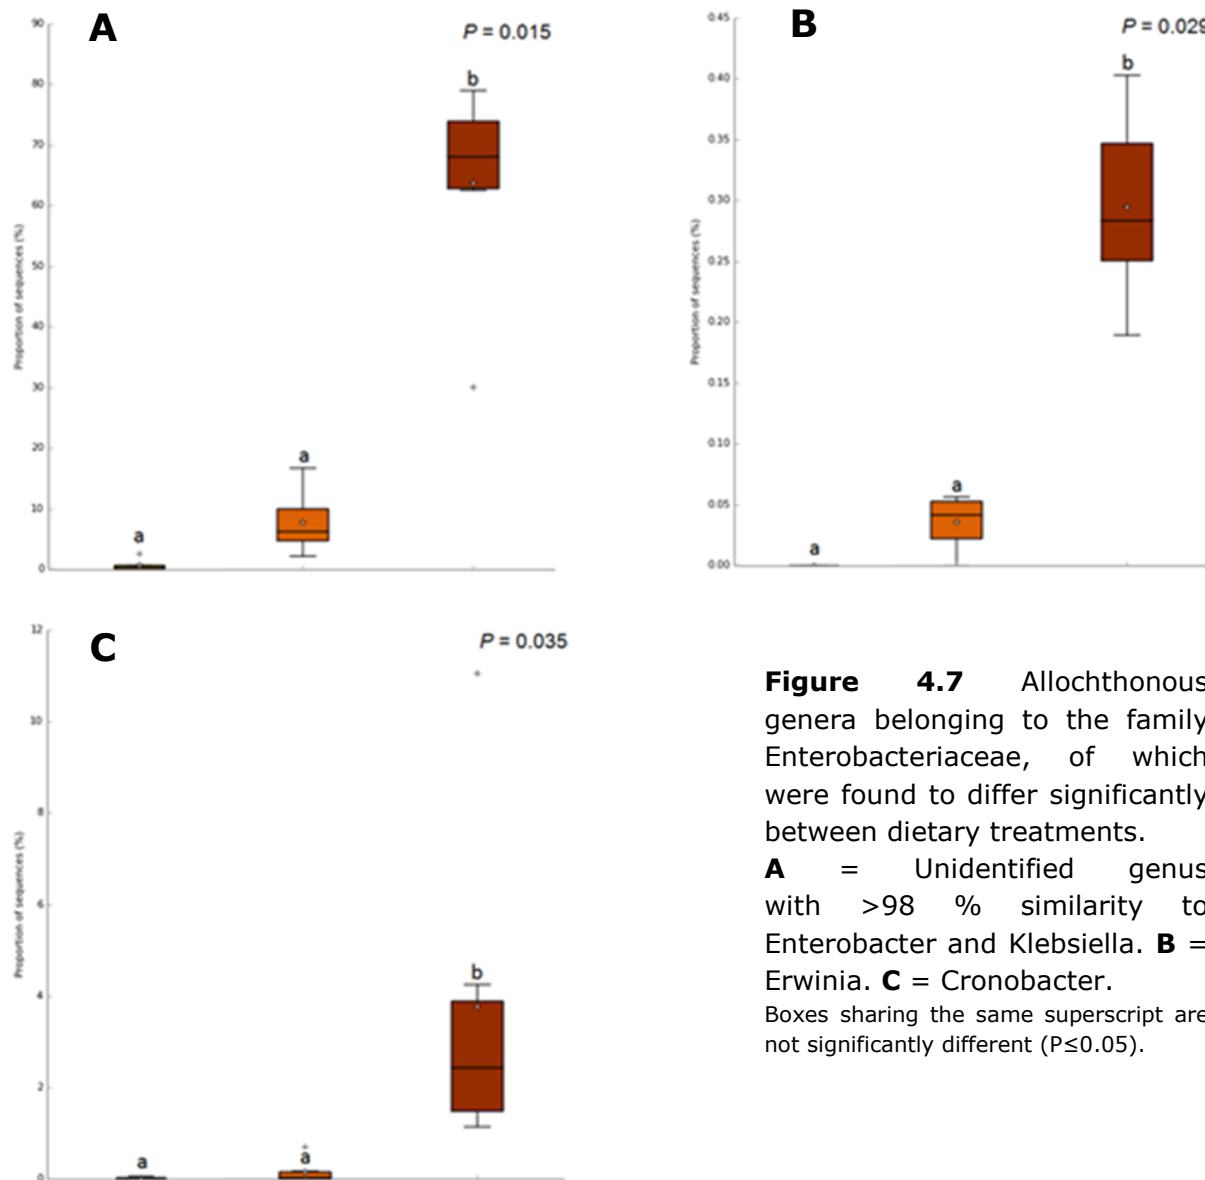 A
P = 0.015
90
80
70
60
50
40
30
20
10
0
Proportion of sequences (%)
a
a
b
B
P = 0.029
0.45
0.40
0.35
0.30
0.25
0.20
0.15
0.10
0.05
0.00
Proportion of sequences (%)
a
a
b
C
P = 0.035
12
10
8
6
4
2
0
Proportion of sequences (%)
a
a
b
Figure 4.7 Allochthonous
genera belonging to the family
Enterobacteriaceae, of which
were found to differ significantly
between dietary treatments.
A = Unidentified genus
with >98 % similarity to
Enterobacter and Klebsiella. B =
Erwinia. C = Cronobacter.
Boxes sharing the same superscript are
not significantly different (P≤0.05).